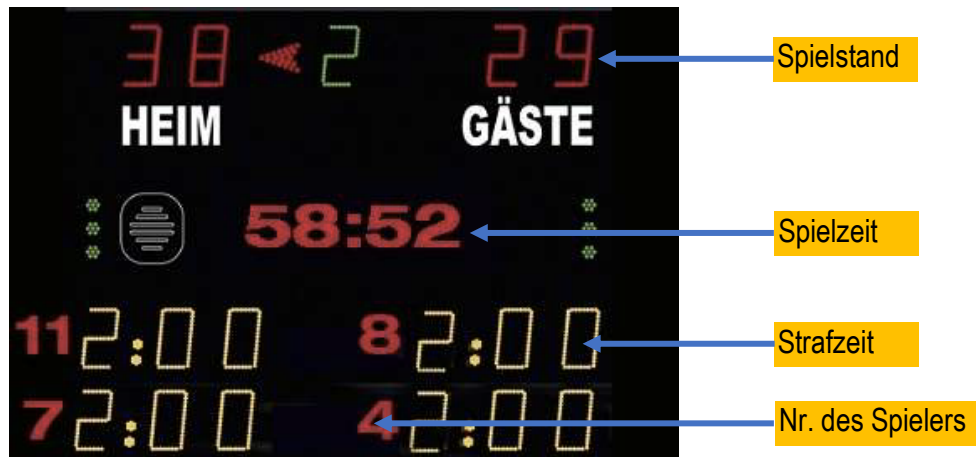 38 2 29 Spielstand
HEIM GÄSTE
58:52 Spielzeit
11 2:00 8 2:00 Strafzeit
7 2:00 4 2:00 Nr. des Spielers